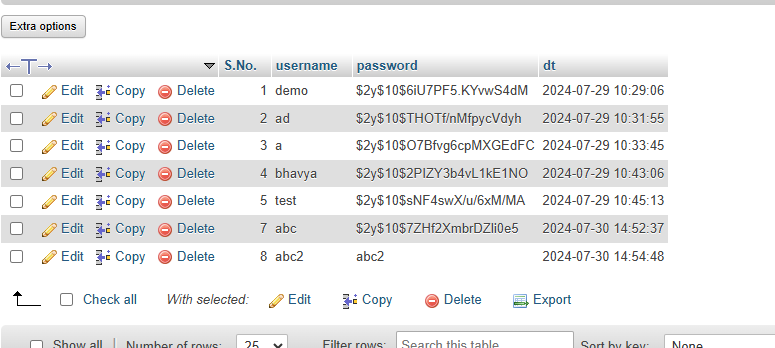 Extra options
S.No. username password dt
Edit Copy Delete 1 demo $2y$10$6iU7PF5.KYvwS4dM 2024-07-29 10:29:06
Edit Copy Delete 2 ad $2y$10$THOTf/nMfpycVdyh 2024-07-29 10:31:55
Edit Copy Delete 3 a $2y$10$O7Bfvg6cpMXGEdFC 2024-07-29 10:33:45
Edit Copy Delete 4 bhavya $2y$10$2PIZY3b4vL1kE1NO 2024-07-29 10:43:06
Edit Copy Delete 5 test $2y$10$sNF4swX/u/6xM/MA 2024-07-29 10:45:13
Edit Copy Delete 7 abc $2y$10$7ZHf2XmbrDZli0e5 2024-07-30 14:52:37
Edit Copy Delete 8 abc2 abc2 2024-07-30 14:54:48
Check all With selected: Edit Copy Delete Export
Show all Number of rows: 25 Filter rows: Search this table Sort by key: None